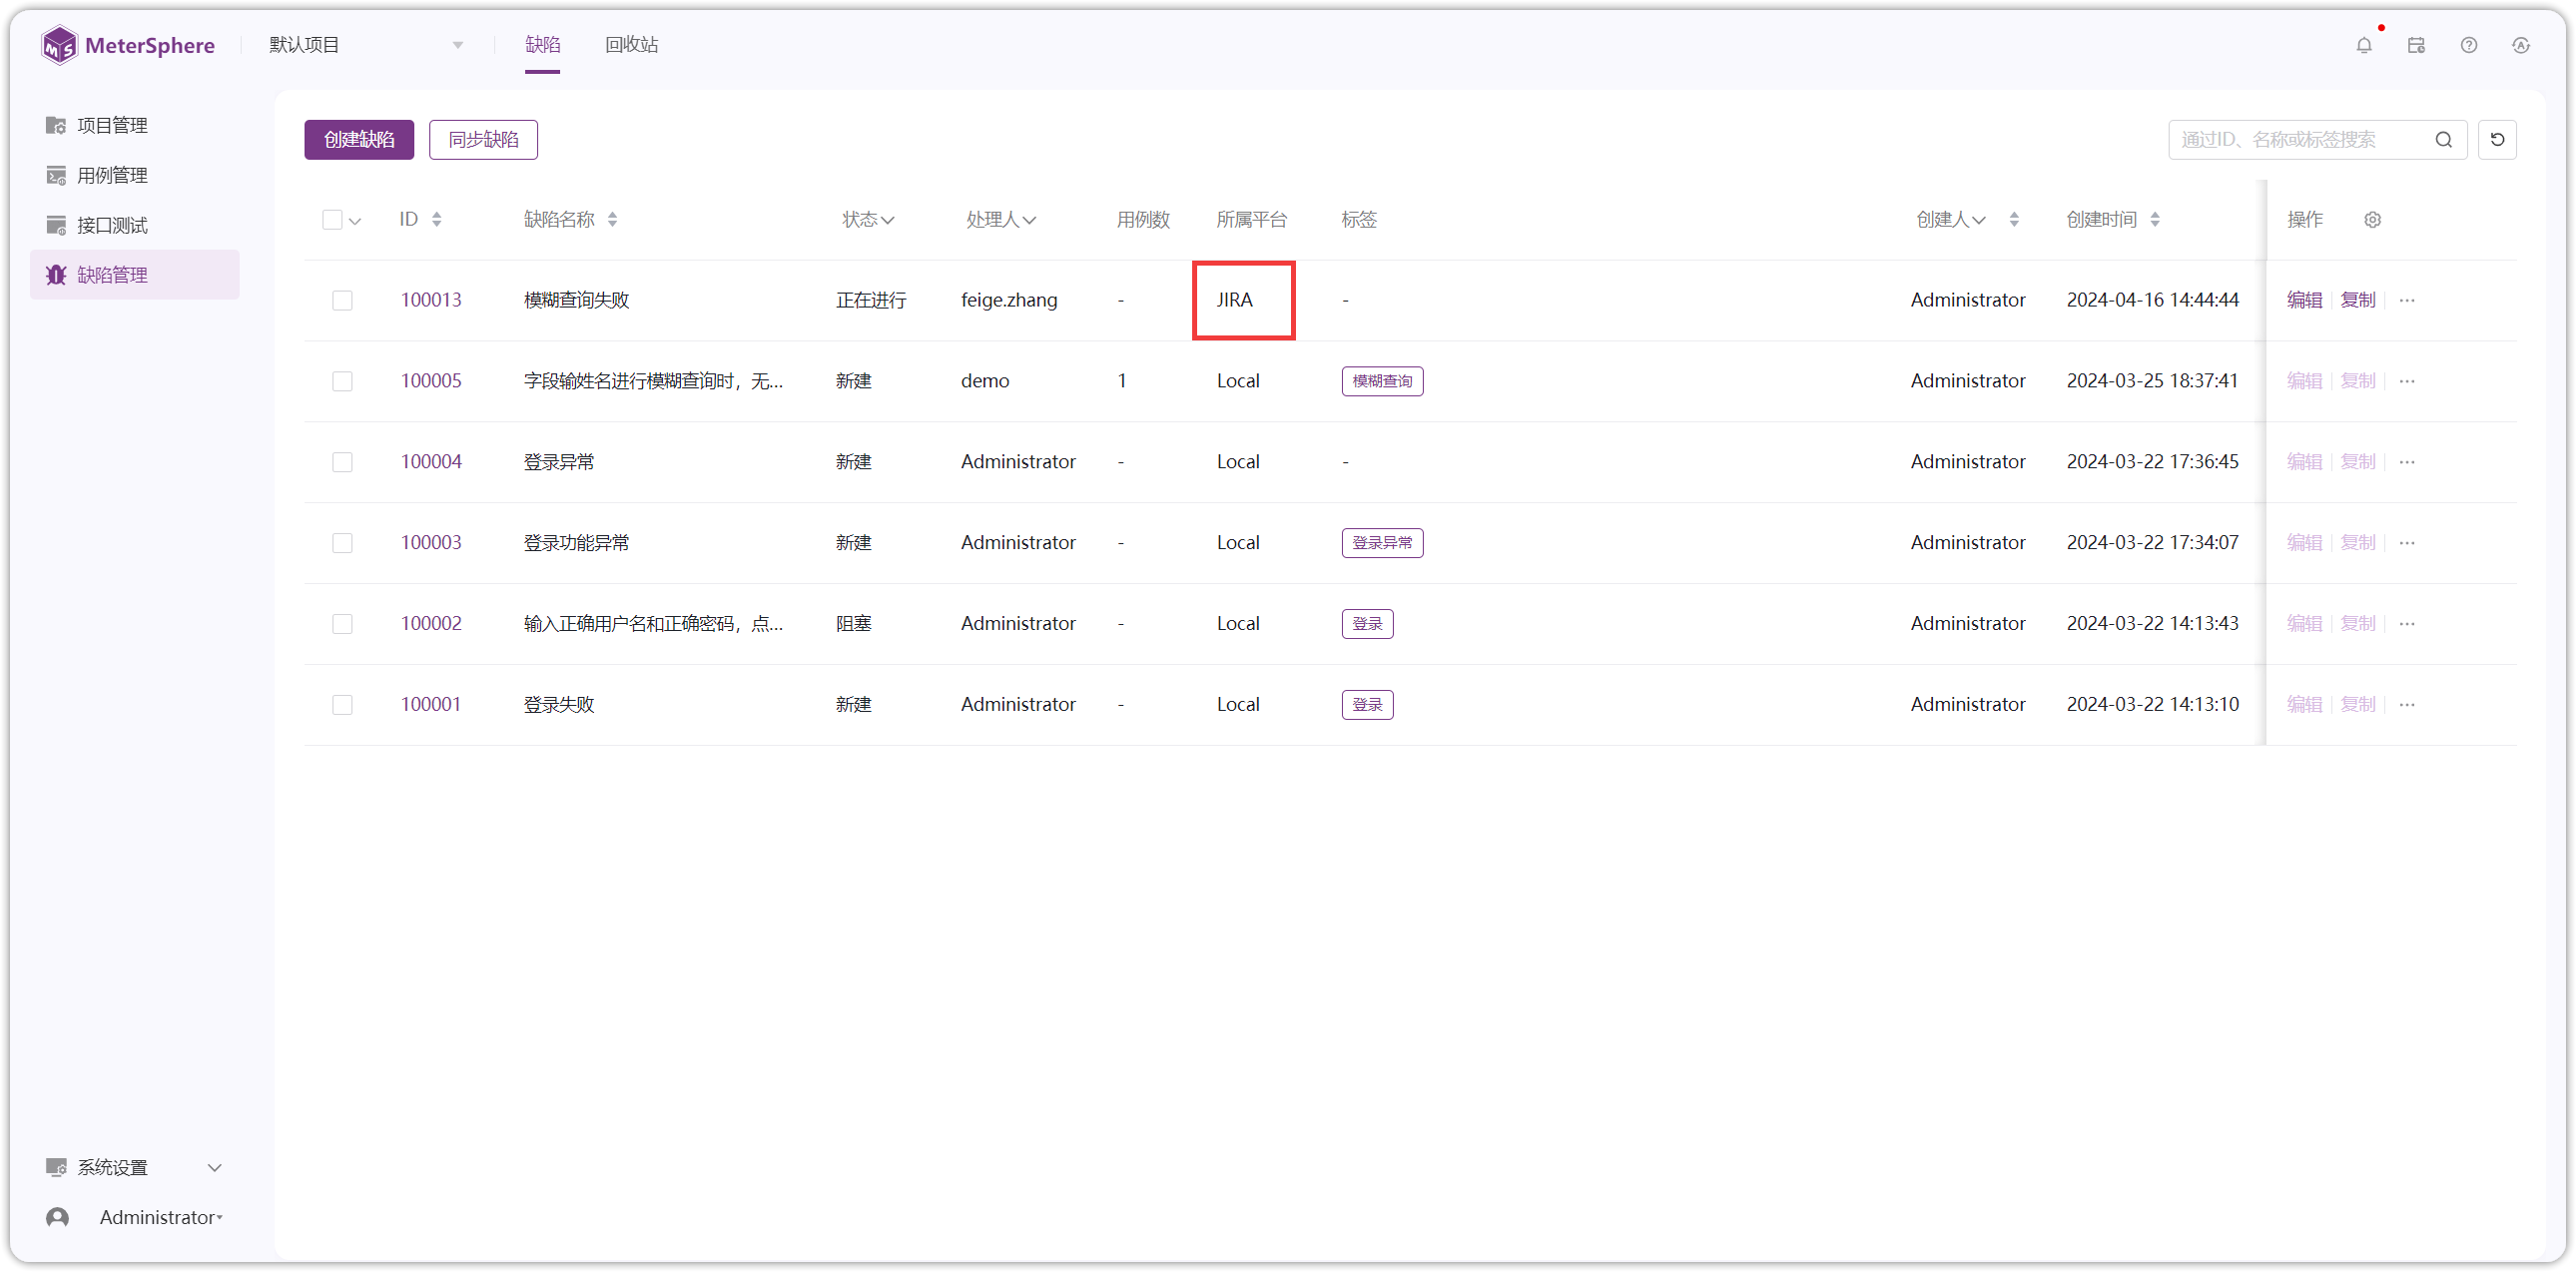 MeterSphere 默认项目 缺陷 回收站
项目管理
用例管理
接口测试
缺陷管理
创建缺陷 同步缺陷 通过ID、名称或标签搜索
ID 缺陷名称 状态 处理人 用例数 所属平台 标签 创建人 创建时间 操作
100013 模糊查询失败 正在进行 feige.zhang - JIRA - Administrator 2024-04-16 14:44:44 编辑 复制 ...
100005 字段输姓名进行模糊查询时，无... 新建 demo 1 Local 模糊查询 Administrator 2024-03-25 18:37:41 编辑 复制 ...
100004 登录异常 新建 Administrator - Local - Administrator 2024-03-22 17:36:45 编辑 复制 ...
100003 登录功能异常 新建 Administrator - Local 登录异常 Administrator 2024-03-22 17:34:07 编辑 复制 ...
100002 输入正确用户名和正确密码，点... 阻塞 Administrator - Local 登录 Administrator 2024-03-22 14:13:43 编辑 复制 ...
100001 登录失败 新建 Administrator - Local 登录 Administrator 2024-03-22 14:13:10 编辑 复制 ...
系统设置
Administrator